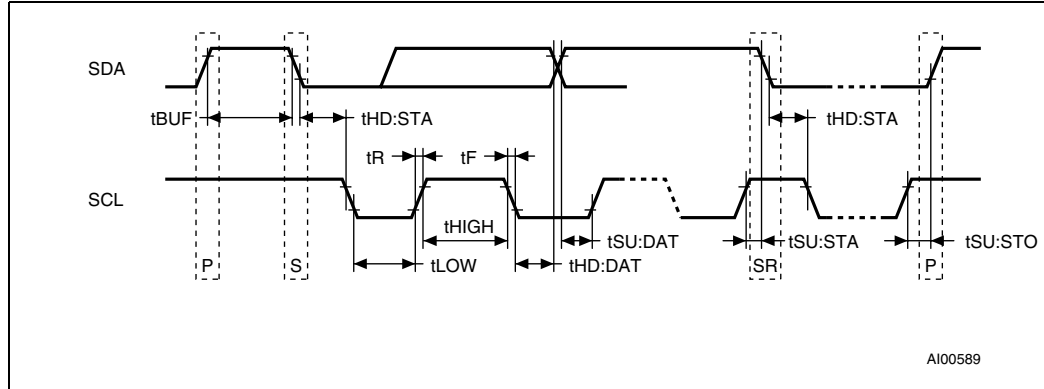 SDA
tBUF
tHD:STA
tHD:STA
tR
tF
SCL
tHIGH
tSU:DAT
tSU:STA
tSU:STO
tLOW
tHD:DAT
P
S
SR
P
AI00589